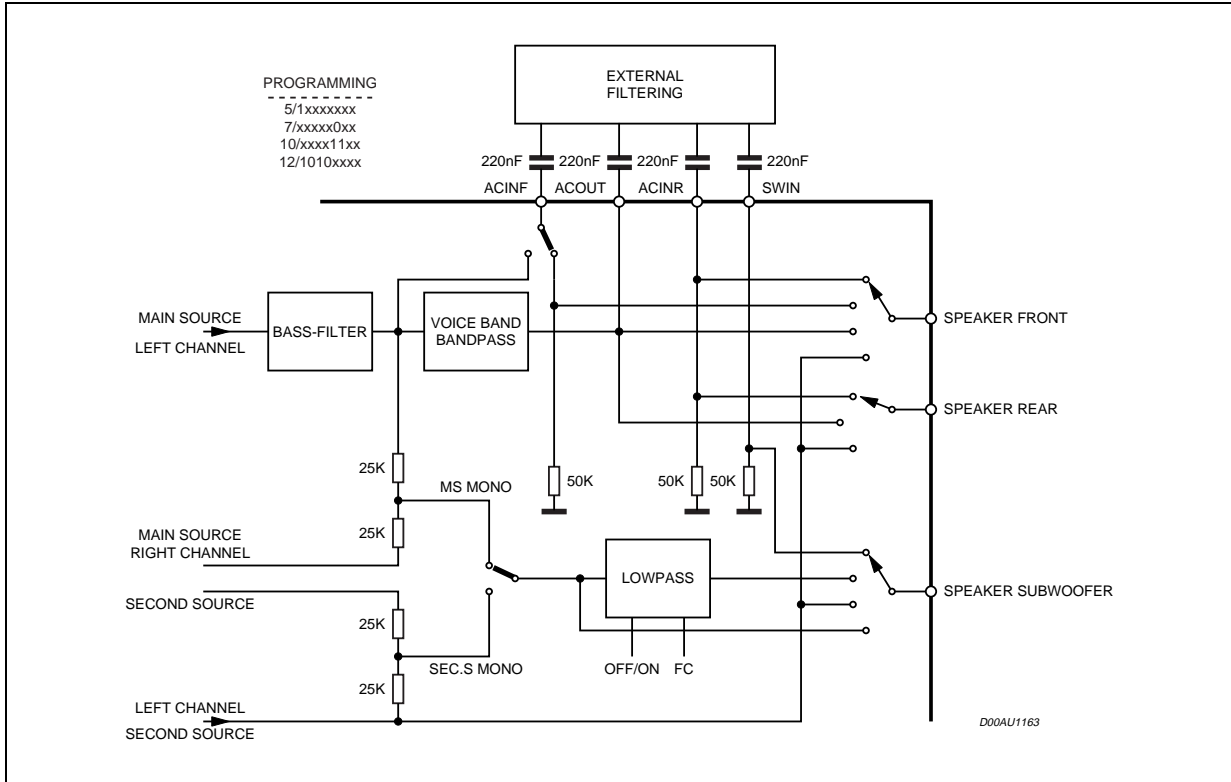 EXTERNAL
FILTERING
PROGRAMMING
5/1xxxxxxx
7/xxxxx0xx
10/xxxx11xx
12/1010xxxx
220nF 220nF 220nF 220nF
ACINF ACOUT ACINR SWIN
MAIN SOURCE
LEFT CHANNEL
BASS-FILTER
VOICE BAND
BANDPASS
SPEAKER FRONT
SPEAKER REAR
25K
MS MONO
50K 50K 50K
25K
MAIN SOURCE
RIGHT CHANNEL
LOWPASS
SECOND SOURCE
SPEAKER SUBWOOFER
25K
SEC.S MONO
OFF/ON FC
25K
LEFT CHANNEL
SECOND SOURCE
D00AU1163